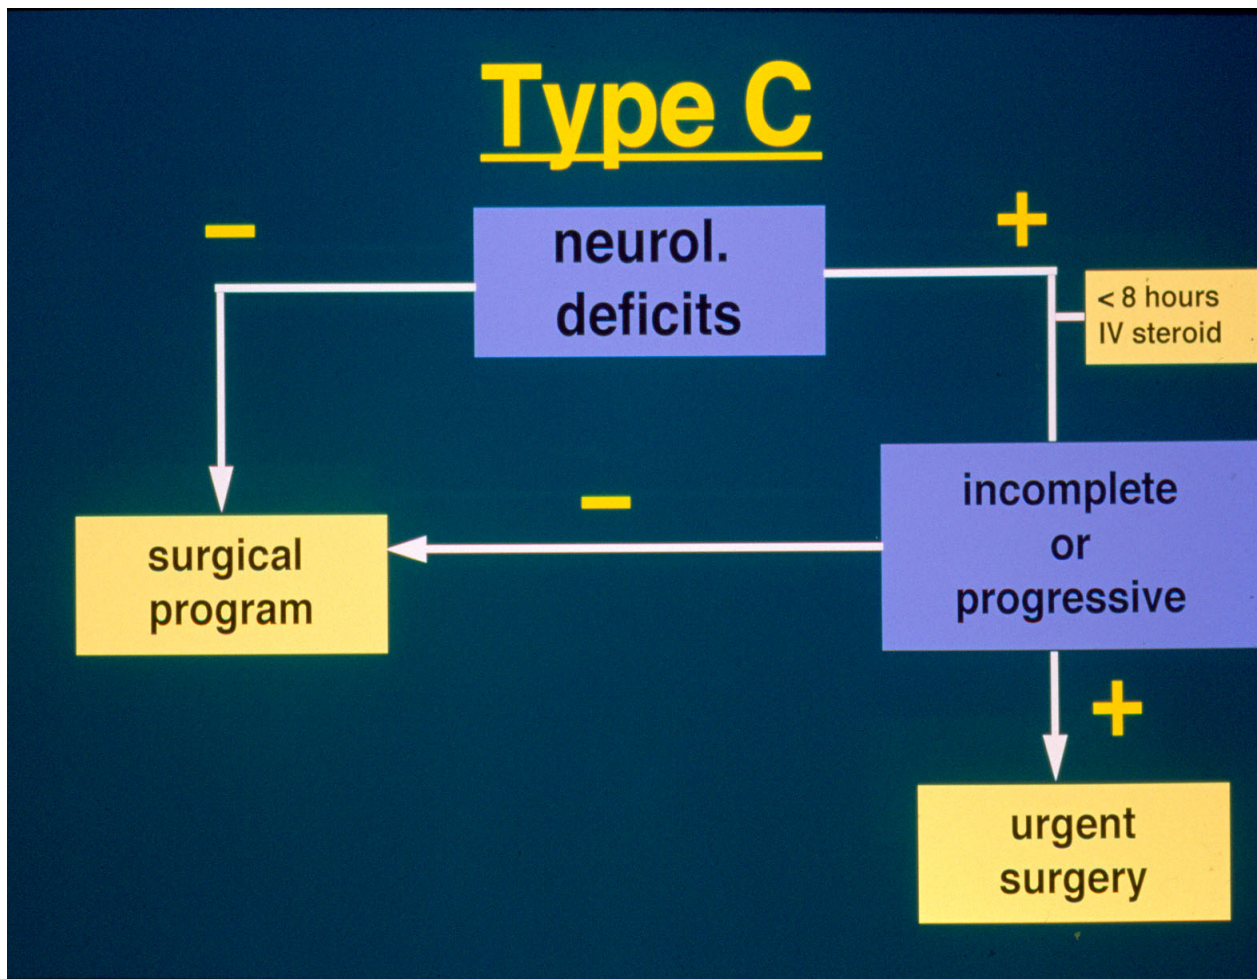 Type C
−
+
neurol.
deficits
< 8 hours
IV steroid
incomplete
or
progressive
−
surgical
program
+
urgent
surgery